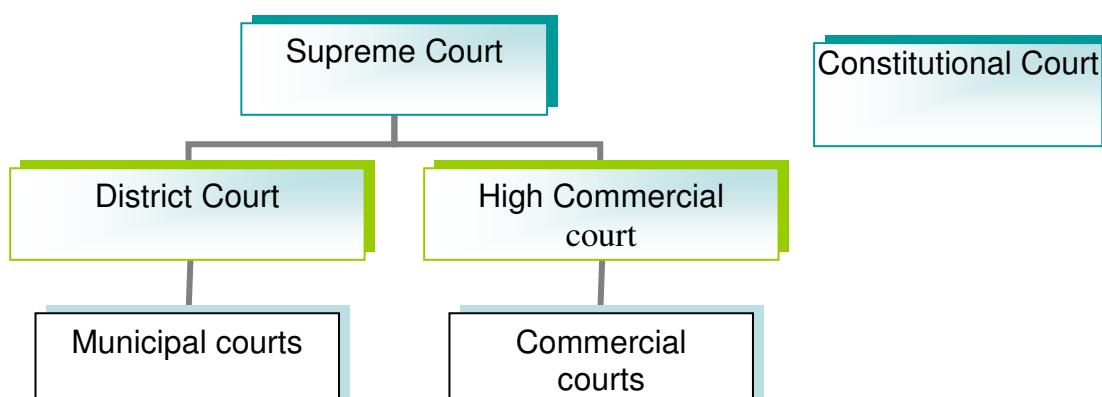 Supreme Court
Constitutional Court
District Court
High Commercial
court
Municipal courts
Commercial
courts